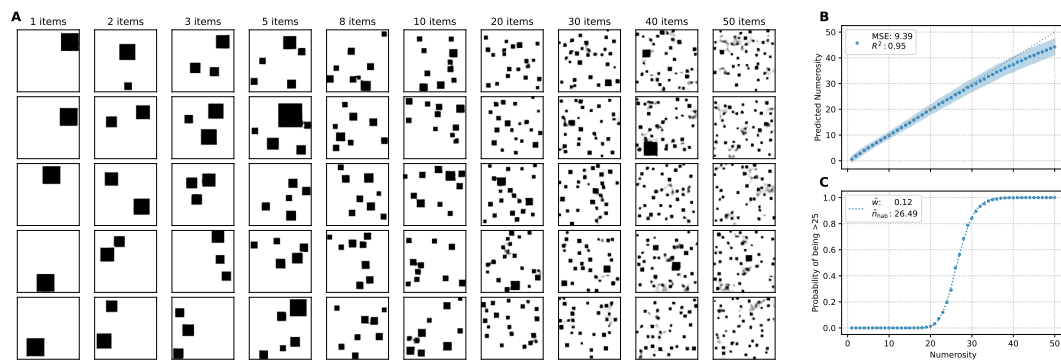 A
1 items 2 items 3 items 5 items 8 items 10 items 20 items 30 items 40 items 50 items
B
MSE: 9.39
R²: 0.95
Predicted Numerosity
50
40
30
20
10
0
C
ŵ: 0.12
n̂hab: 26.49
Probability of being >25
1.0
0.8
0.6
0.4
0.2
0.0
0 10 20 30 40 50
Numerosity